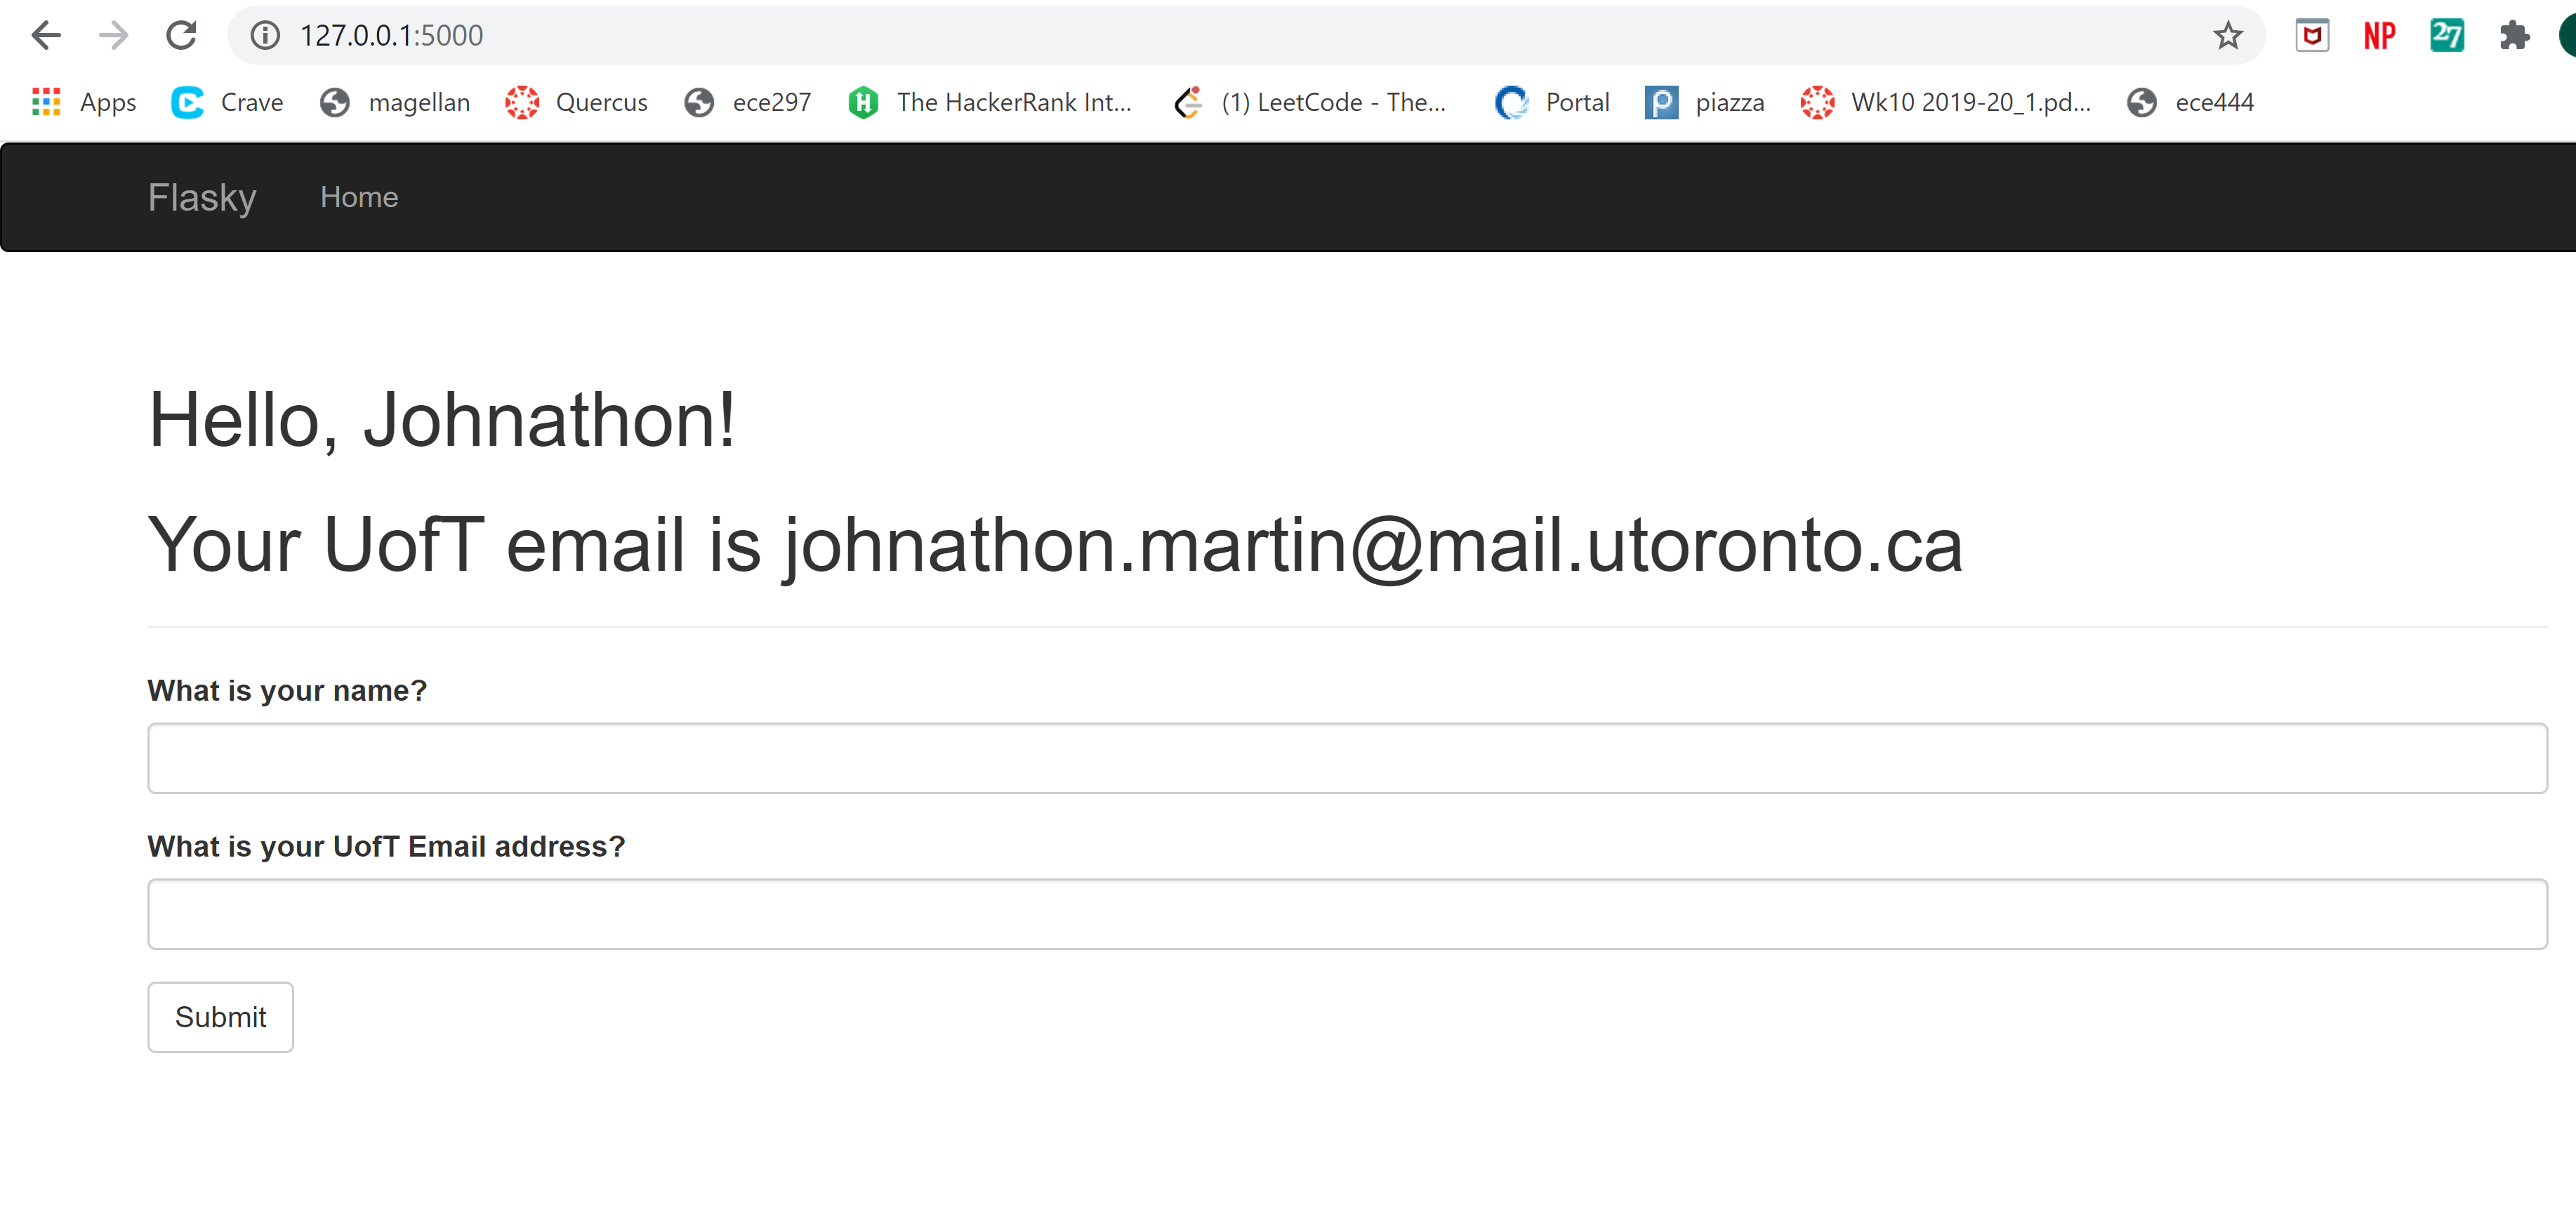 127.0.0.1:5000
NP
27
Apps Crave magellan Quercus ece297 The HackerRank Int... (1) LeetCode - The... Portal piazza Wk10 2019-20_1.pd... ece444
Flasky Home
Hello, Johnathon!
Your UofT email is johnathon.martin@mail.utoronto.ca
What is your name?
What is your UofT Email address?
Submit